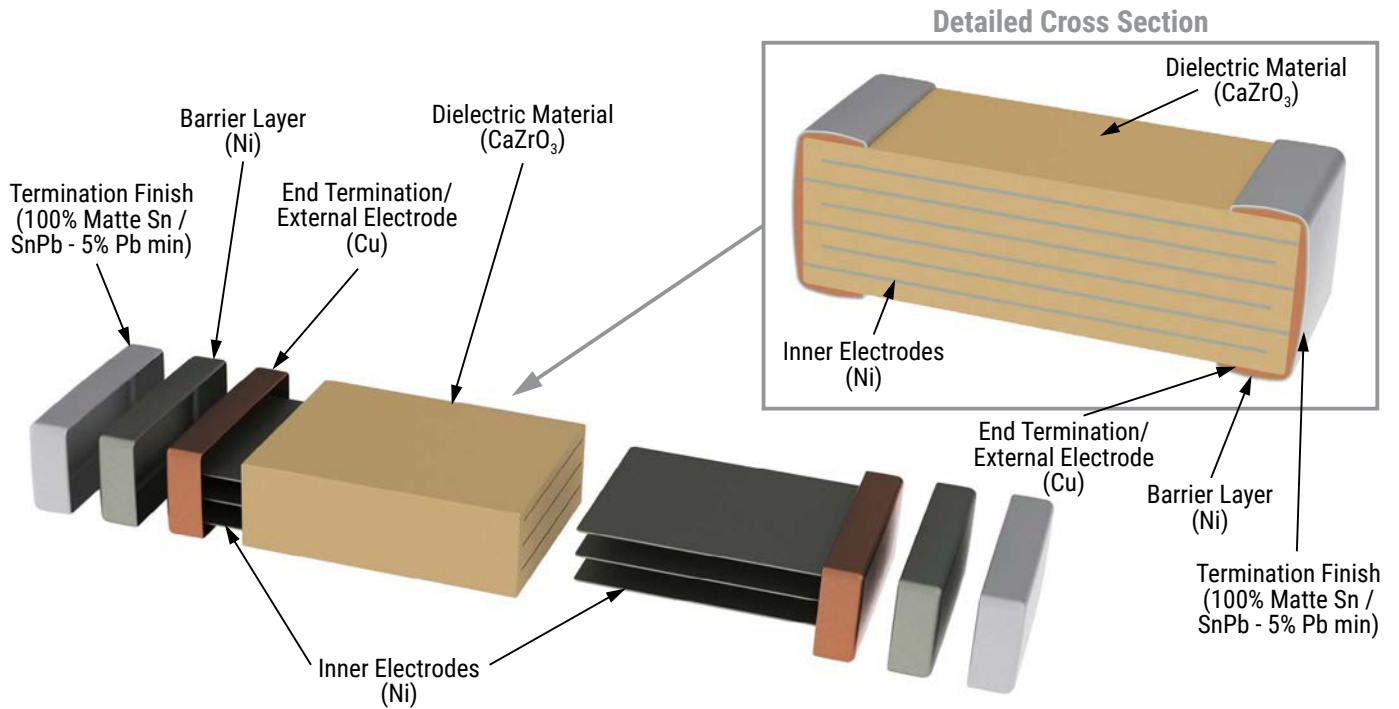 Detailed Cross Section
Dielectric Material
(CaZrO₃)
Inner Electrodes
(Ni)
End Termination/
External Electrode
(Cu)
Barrier Layer
(Ni)
Termination Finish
(100% Matte Sn /
SnPb - 5% Pb min)
Dielectric Material
(CaZrO₃)
Barrier Layer
(Ni)
End Termination/
External Electrode
(Cu)
Termination Finish
(100% Matte Sn /
SnPb - 5% Pb min)
Inner Electrodes
(Ni)